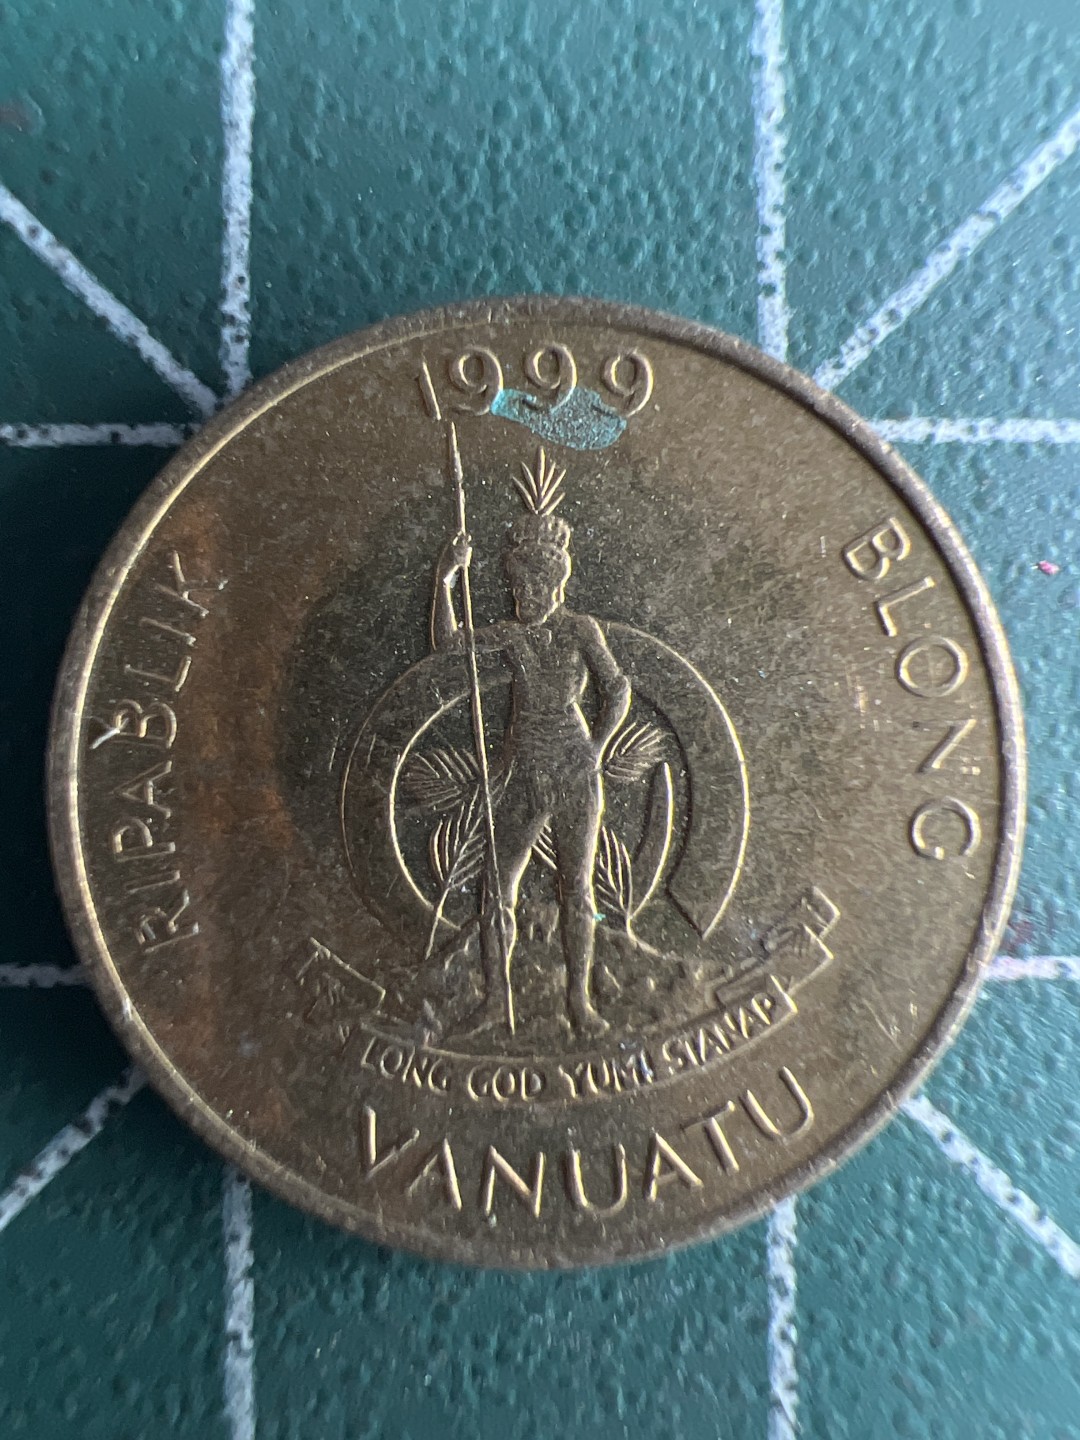 1999
RIPABLIK
BLONG
LONG GOD YUMI STANAP
VANUATU